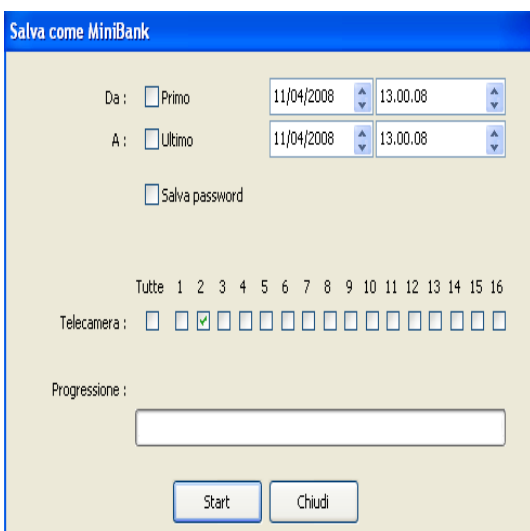 Salva come MiniBank
Da : Primo 11/04/2008 13.00.08
A : Ultimo 11/04/2008 13.00.08
Salva password
Tutte 1 2 3 4 5 6 7 8 9 10 11 12 13 14 15 16
Telecamera :
Progressione :
Start Chiudi